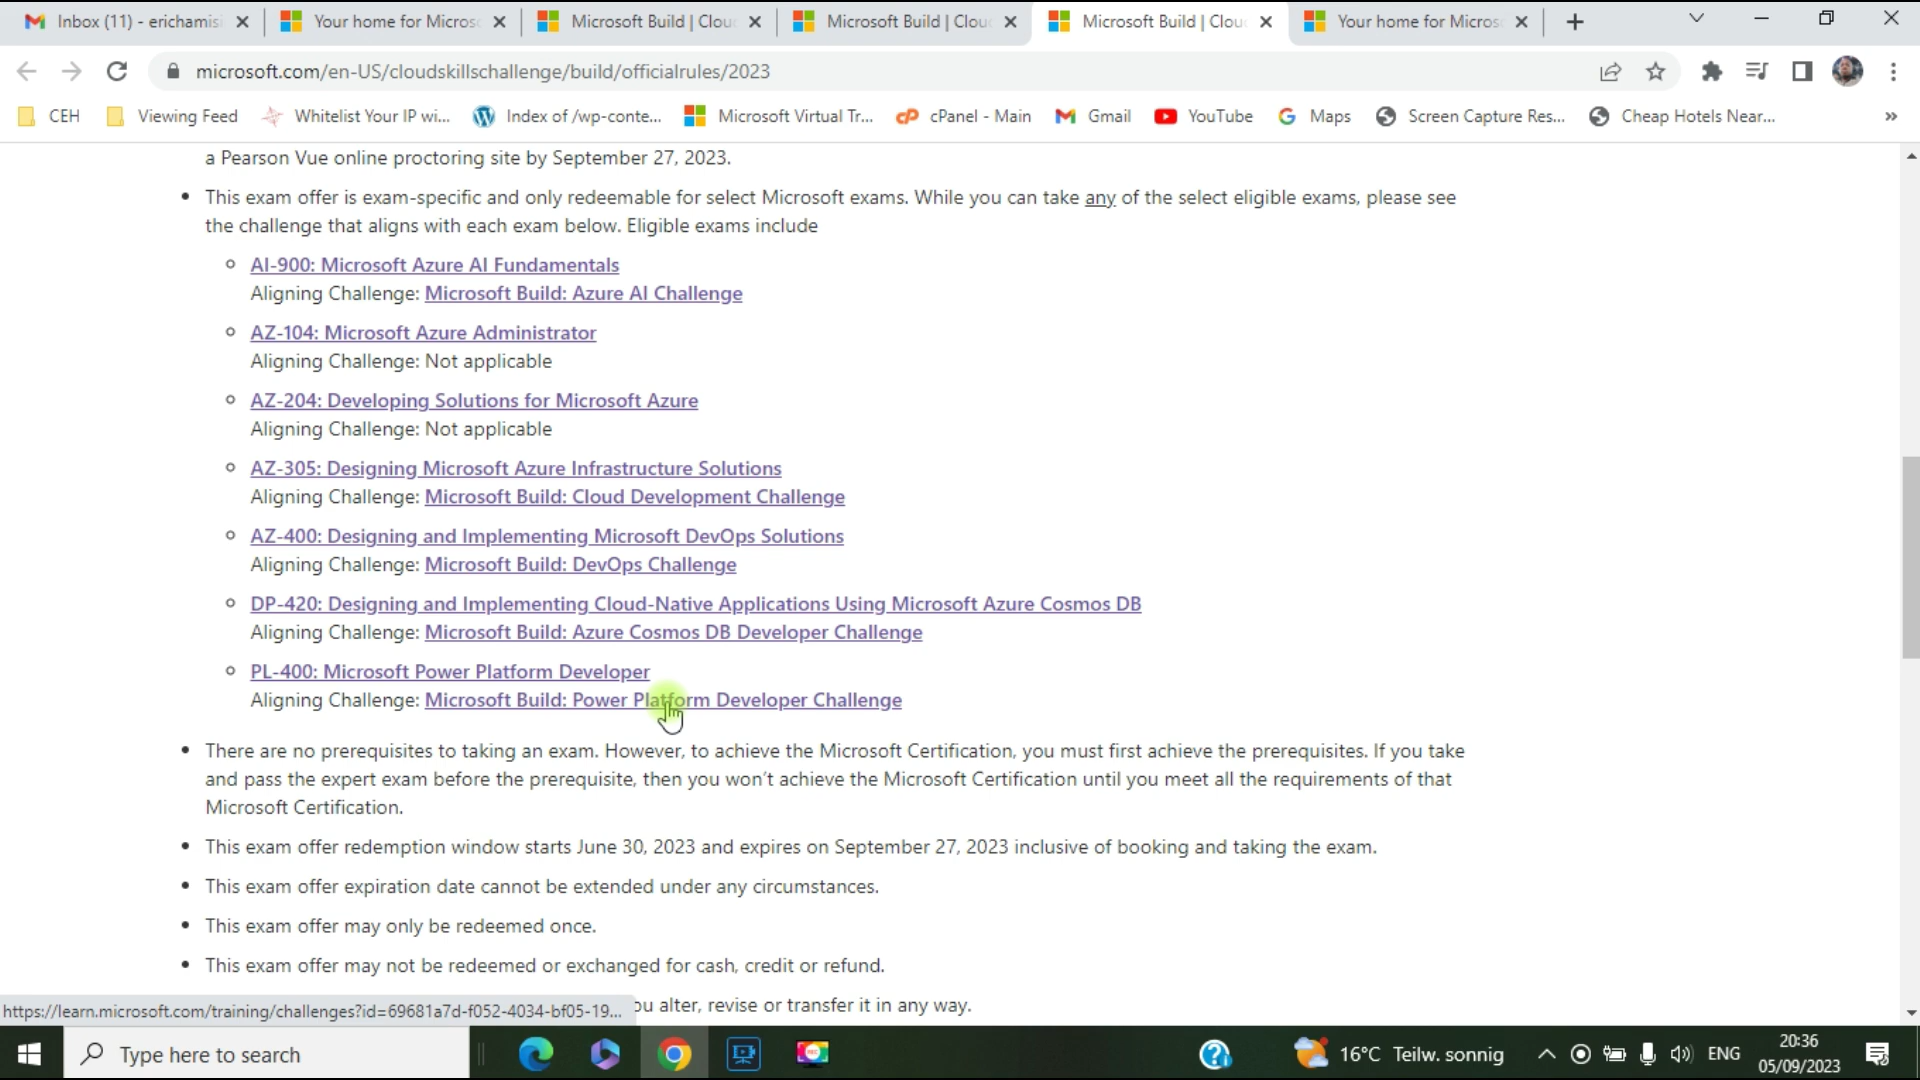 Inbox (11) - erichamisi
Your home for Micros
Microsoft Build | Clou
Microsoft Build | Clou
Microsoft Build | Clou
Your home for Micros
microsoft.com/en-US/cloudskillschallenge/build/officialrules/2023
CEH
Viewing Feed
Whitelist Your IP wi...
Index of /wp-conte...
Microsoft Virtual Tr...
cPanel - Main
Gmail
YouTube
Maps
Screen Capture Res...
Cheap Hotels Near...
a Pearson Vue online proctoring site by September 27, 2023.
This exam offer is exam-specific and only redeemable for select Microsoft exams. While you can take any of the select eligible exams, please see
the challenge that aligns with each exam below. Eligible exams include
AI-900: Microsoft Azure AI Fundamentals
Aligning Challenge: Microsoft Build: Azure AI Challenge
AZ-104: Microsoft Azure Administrator
Aligning Challenge: Not applicable
AZ-204: Developing Solutions for Microsoft Azure
Aligning Challenge: Not applicable
AZ-305: Designing Microsoft Azure Infrastructure Solutions
Aligning Challenge: Microsoft Build: Cloud Development Challenge
AZ-400: Designing and Implementing Microsoft DevOps Solutions
Aligning Challenge: Microsoft Build: DevOps Challenge
DP-420: Designing and Implementing Cloud-Native Applications Using Microsoft Azure Cosmos DB
Aligning Challenge: Microsoft Build: Azure Cosmos DB Developer Challenge
PL-400: Microsoft Power Platform Developer
Aligning Challenge: Microsoft Build: Power Platform Developer Challenge
There are no prerequisites to taking an exam. However, to achieve the Microsoft Certification, you must first achieve the prerequisites. If you take
and pass the expert exam before the prerequisite, then you won't achieve the Microsoft Certification until you meet all the requirements of that
Microsoft Certification.
This exam offer redemption window starts June 30, 2023 and expires on September 27, 2023 inclusive of booking and taking the exam.
This exam offer expiration date cannot be extended under any circumstances.
This exam offer may only be redeemed once.
This exam offer may not be redeemed or exchanged for cash, credit or refund.
ou alter, revise or transfer it in any way.
https://learn.microsoft.com/training/challenges?id=69681a7d-f052-4034-bf05-19...
Type here to search
16°C Teilw. sonnig
ENG
20:36
05/09/2023